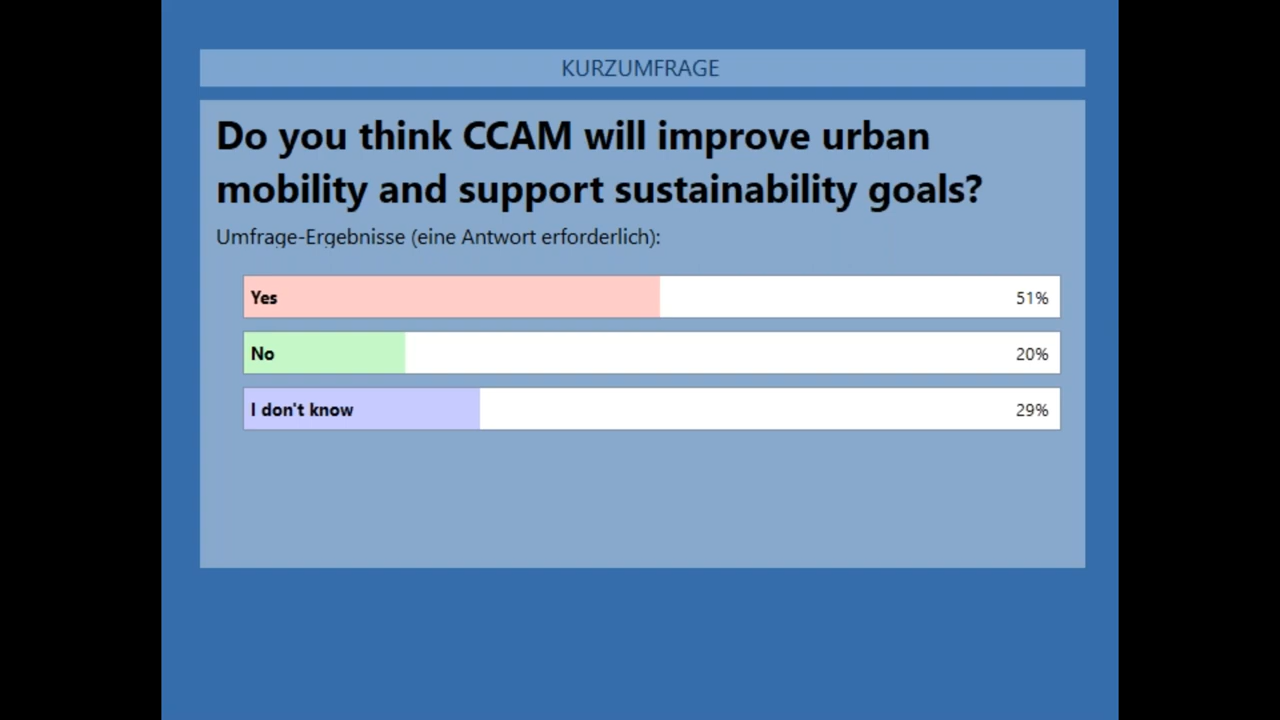 KURZUMFRAGE
Do you think CCAM will improve urban
mobility and support sustainability goals?
Umfrage-Ergebnisse (eine Antwort erforderlich):
Yes 51%
No 20%
I don't know 29%